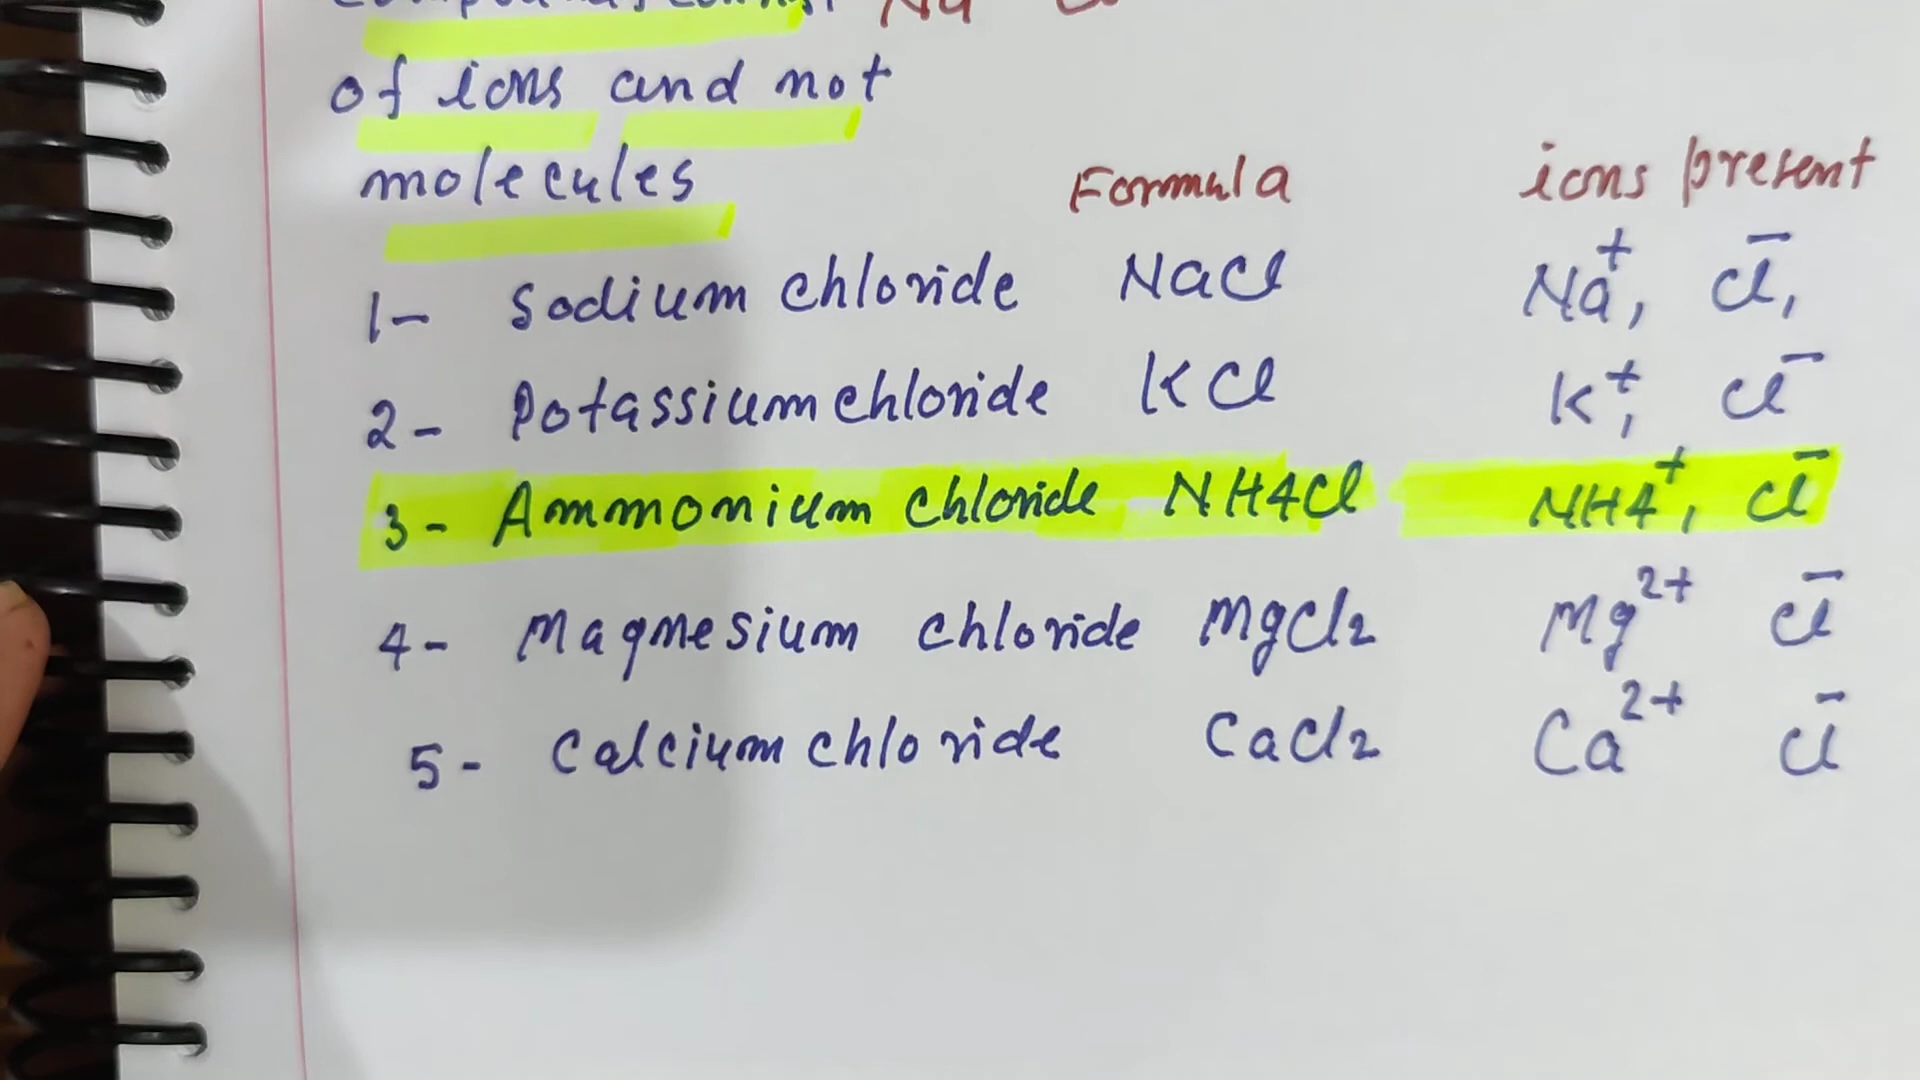 of ions and not
molecules
Formula ions present
1- Sodium chloride NaCl Na⁺, Cl⁻,
2- Potassium chloride KCl K⁺, Cl⁻
3- Ammonium chloride NH4Cl NH4⁺, Cl⁻
4- Magnesium chloride MgCl2 Mg²⁺ Cl⁻
5- Calcium chloride CaCl2 Ca²⁺ Cl⁻